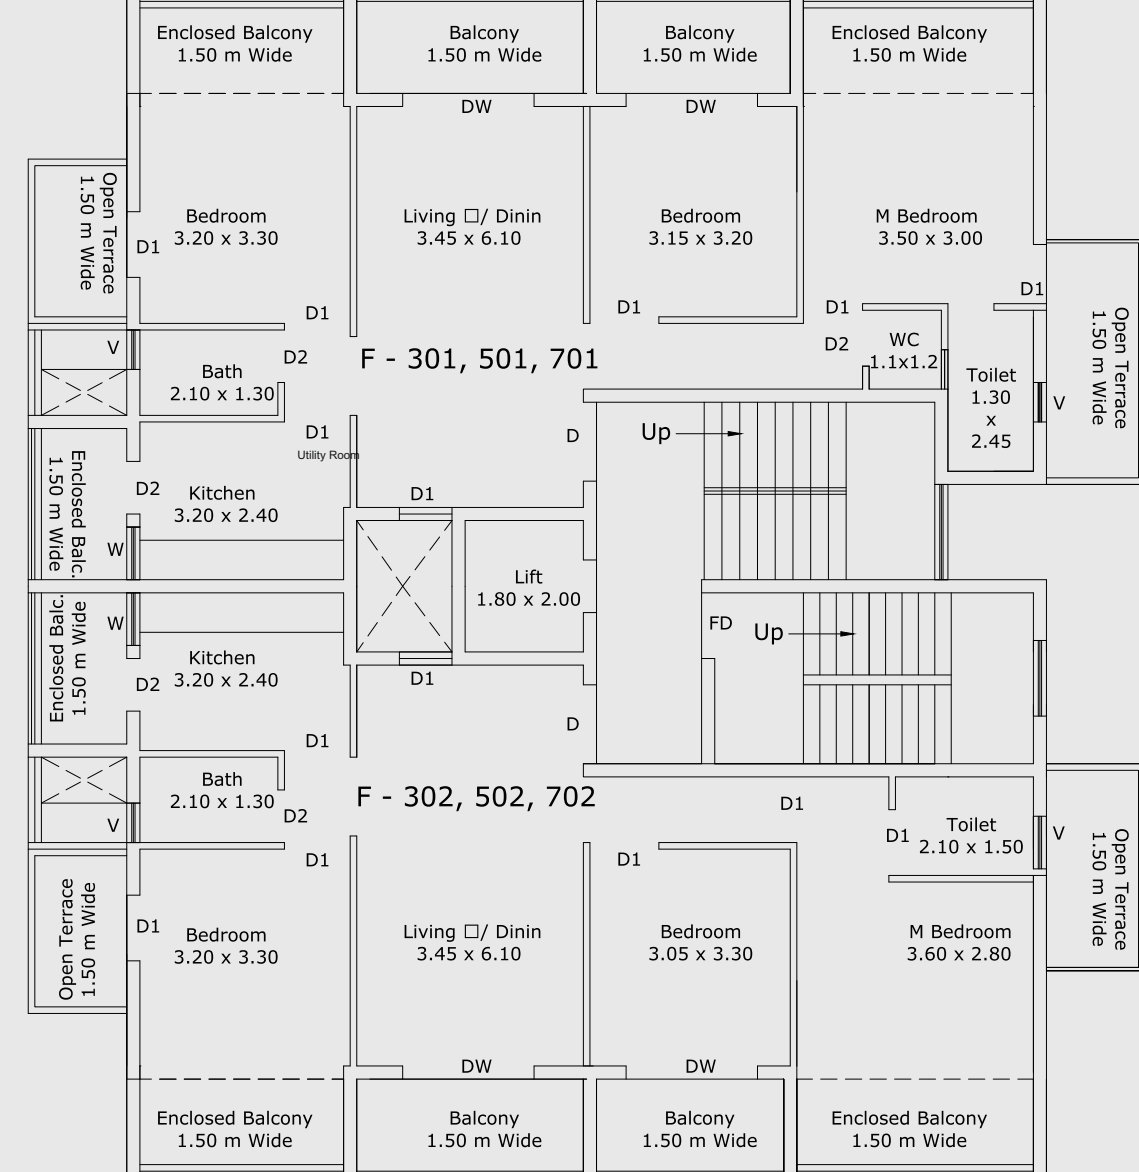 Enclosed Balcony
1.50 m Wide
Balcony
1.50 m Wide
Balcony
1.50 m Wide
Enclosed Balcony
1.50 m Wide
DW
DW
Open Terrace
1.50 m Wide
Bedroom
3.20 x 3.30
Living □/ Dinin
3.45 x 6.10
Bedroom
3.15 x 3.20
M Bedroom
3.50 x 3.00
D1
D1
D1
D1
D1
Open Terrace
1.50 m Wide
V
Bath
2.10 x 1.30
D2
F - 301, 501, 701
D2
WC
1.1x1.2
Toilet
1.30
x
2.45
V
D1
Utility Room
D
Up
Enclosed Balc.
1.50 m Wide
D2
Kitchen
3.20 x 2.40
D1
W
Lift
1.80 x 2.00
Enclosed Balc.
1.50 m Wide
W
FD
Up
D2
Kitchen
3.20 x 2.40
D1
D1
D
Bath
2.10 x 1.30
V
D2
F - 302, 502, 702
D1
D1
Toilet
2.10 x 1.50
V
D1
D1
Open Terrace
1.50 m Wide
Open Terrace
1.50 m Wide
D1
Bedroom
3.20 x 3.30
Living □/ Dinin
3.45 x 6.10
Bedroom
3.05 x 3.30
M Bedroom
3.60 x 2.80
DW
DW
Enclosed Balcony
1.50 m Wide
Balcony
1.50 m Wide
Balcony
1.50 m Wide
Enclosed Balcony
1.50 m Wide